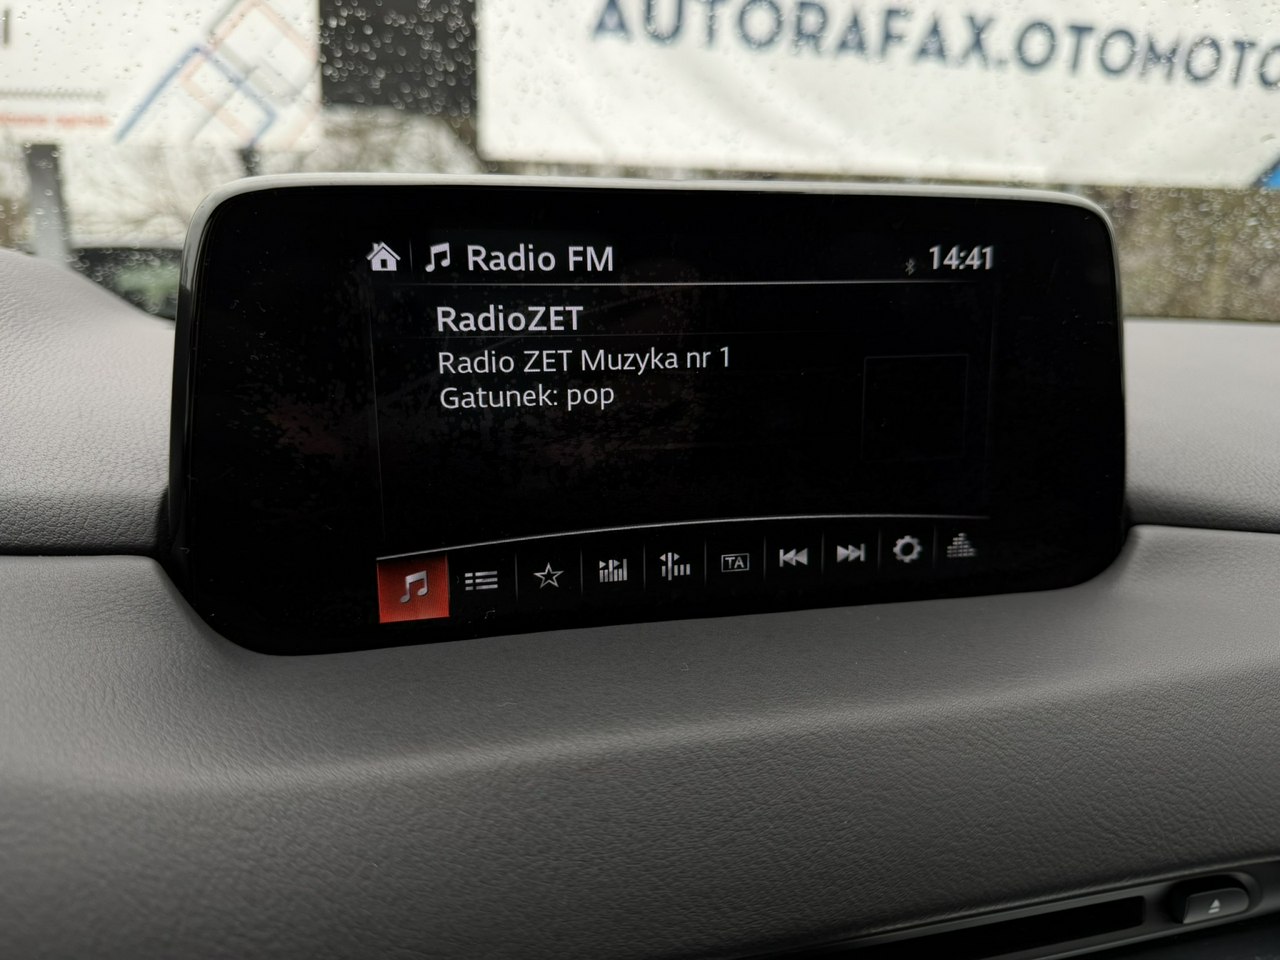 AUTORAFAX.OTOMOTO
Radio FM
14:41
RadioZET
Radio ZET Muzyka nr 1
Gatunek: pop
TA